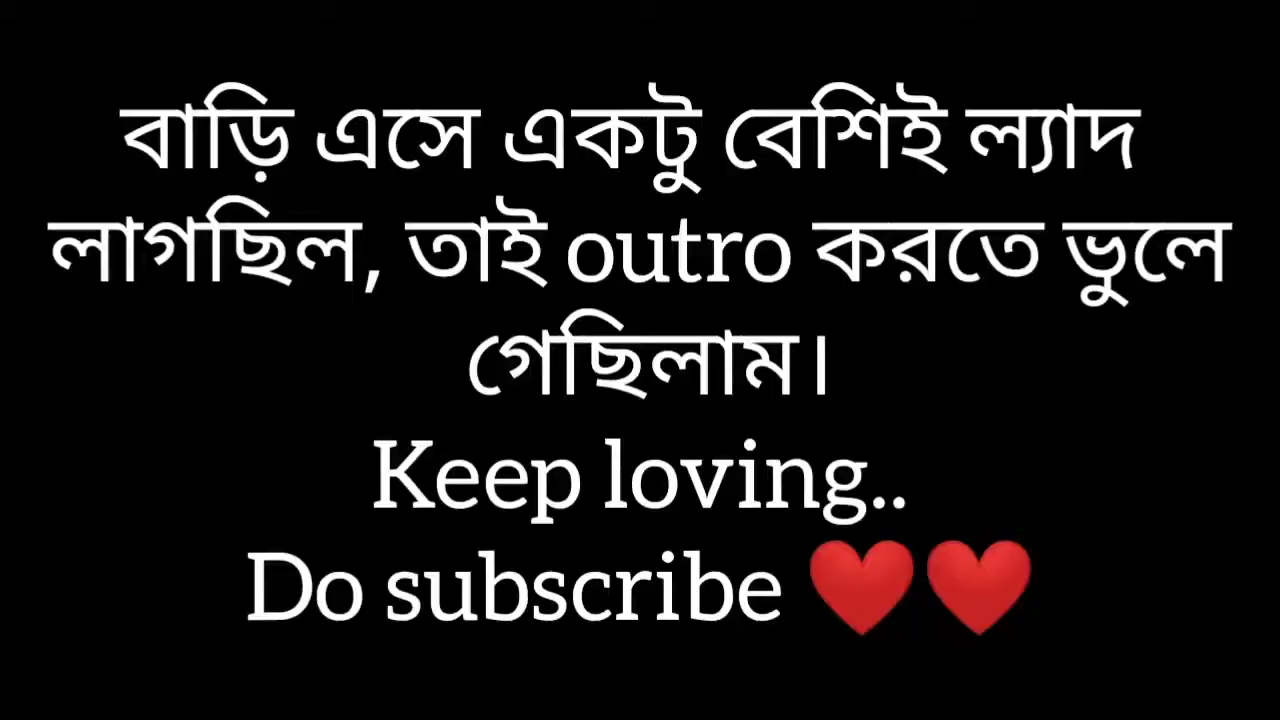 বাড়ি এসে একটু বেশিই ল্যাদ
লাগছিল, তাই outro করতে ভুলে
গেছিলাম।
Keep loving..
Do subscribe ❤️❤️